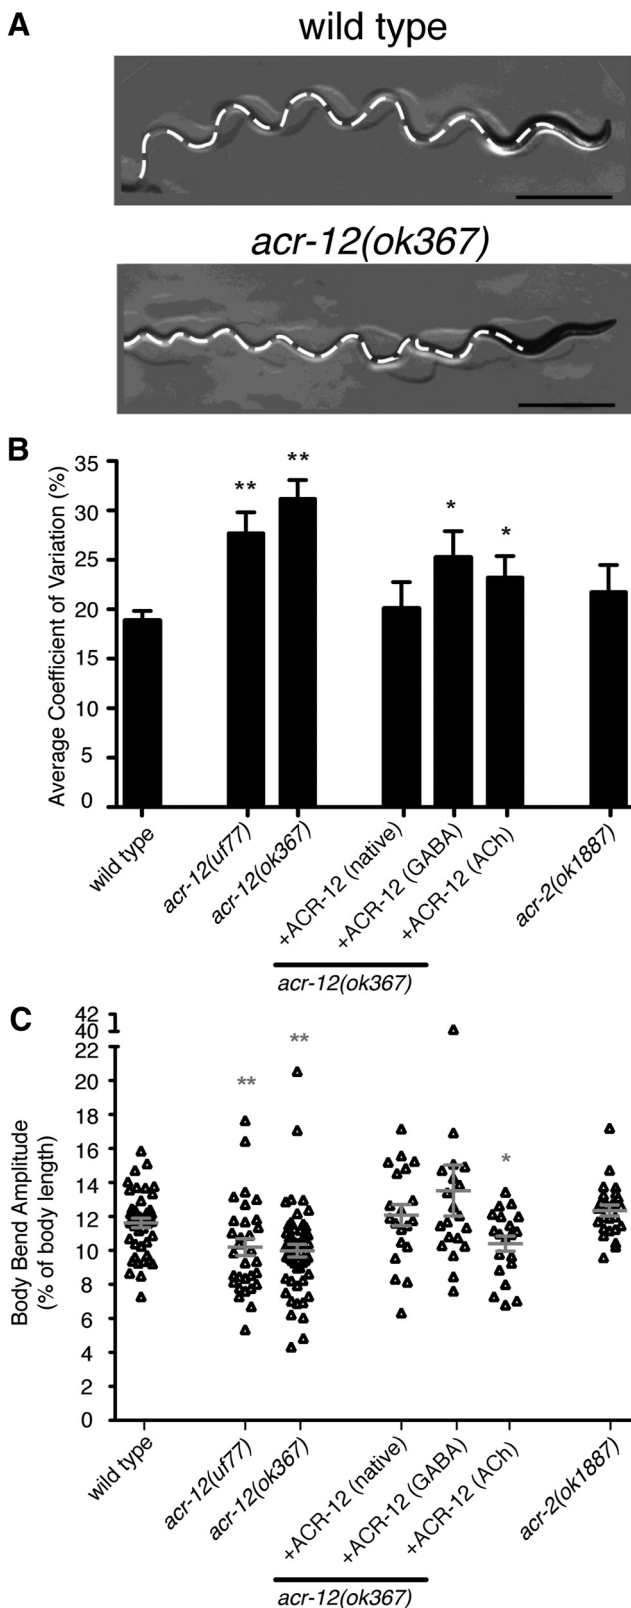 A
wild type
acr-12(ok367)
B
Average Coefficient of Variation (%)
35
30
25
20
15
10
5
0
** ** * *
wild type
acr-12(uf77)
acr-12(ok367)
+ACR-12 (native)
+ACR-12 (GABA)
+ACR-12 (ACh)
acr-2(ok1887)
acr-12(ok367)
C
Body Bend Amplitude
(% of body length)
42
40
22
20
18
16
14
12
10
8
6
4
2
0
** ** *
wild type
acr-12(uf77)
acr-12(ok367)
+ACR-12 (native)
+ACR-12 (GABA)
+ACR-12 (ACh)
acr-2(ok1887)
acr-12(ok367)